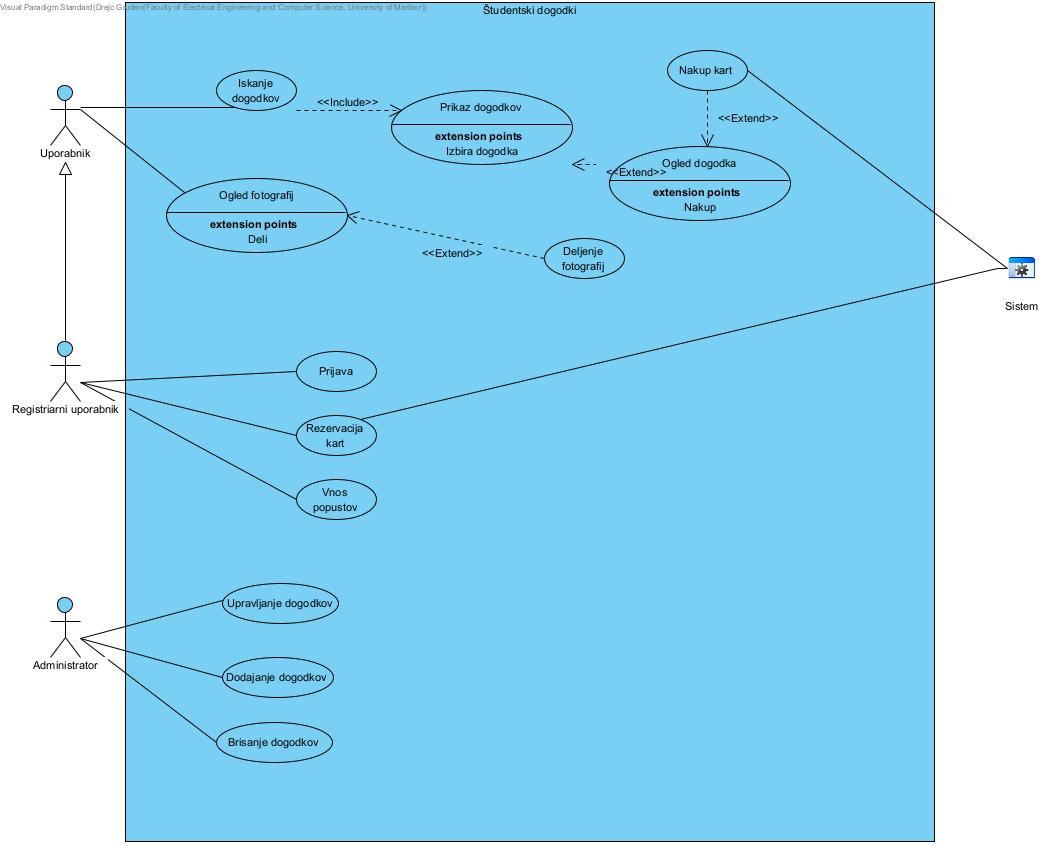 Visual Paradigm Standard(Drejc Gruden(Faculty of Electrical Engineering and Computer Science, University of Maribor))
Študentski dogodki
Iskanje
dogodkov
<<Include>>
Prikaz dogodkov
extension points
Izbira dogodka
Nakup kart
<<Extend>>
Ogled dogodka
<<Extend>>
extension points
Nakup
Uporabnik
Ogled fotografij
extension points
Deli
<<Extend>>
Deljenje
fotografij
Sistem
Prijava
Registriarni uporabnik
Rezervacija
kart
Vnos
popustov
Upravljanje dogodkov
Administrator
Dodajanje dogodkov
Brisanje dogodkov